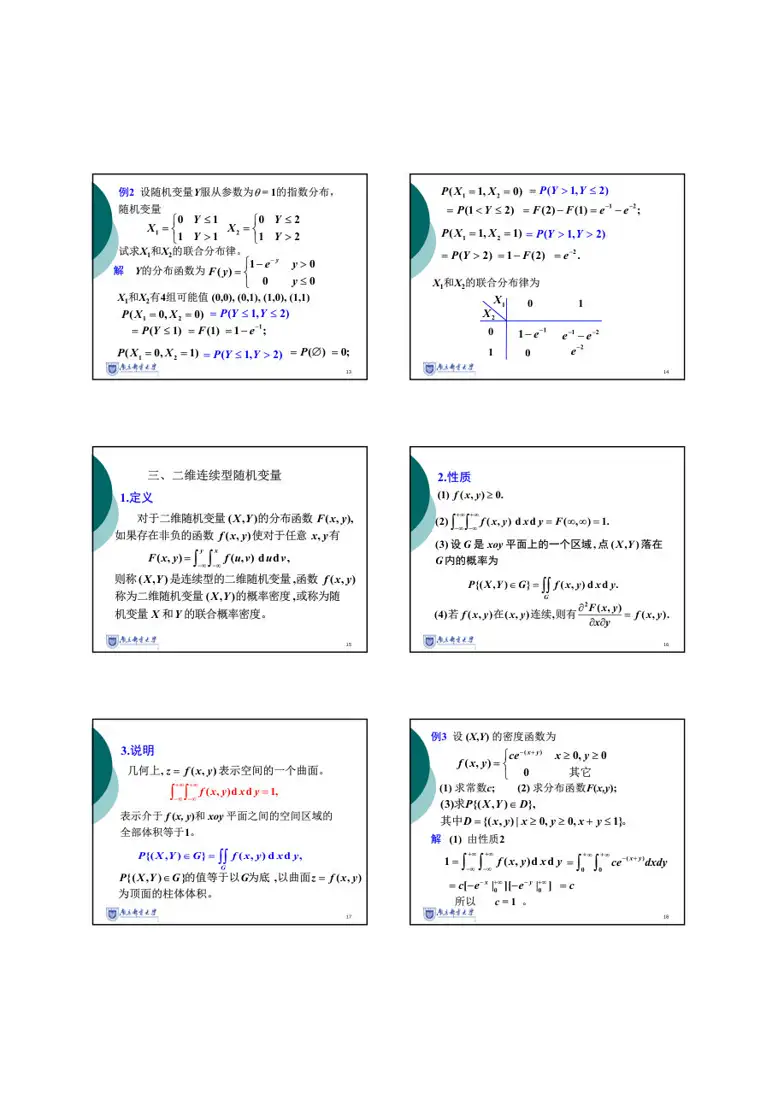 例2 设随机变量Y服从参数为θ = 1的指数分布,
随机变量
X₁ = { 0 Y ≤ 1 X₂ = { 0 Y ≤ 2
1 Y > 1 1 Y > 2
试求X₁和X₂的联合分布律。
解 Y的分布函数为 F(y) = { 1 − e^{−y} y > 0
0 y ≤ 0
X₁和X₂有4组可能值 (0,0), (0,1), (1,0), (1,1)
P(X₁ = 0, X₂ = 0) = P(Y ≤ 1, Y ≤ 2)
= P(Y ≤ 1) = F(1) = 1 − e^{−1};
P(X₁ = 0, X₂ = 1) = P(Y ≤ 1, Y > 2) = P(∅) = 0;
13
P(X₁ = 1, X₂ = 0) = P(Y > 1, Y ≤ 2)
= P(1 < Y ≤ 2) = F(2) − F(1) = e^{−1} − e^{−2};
P(X₁ = 1, X₂ = 1) = P(Y > 1, Y > 2)
= P(Y > 2) = 1 − F(2) = e^{−2}.
X₁和X₂的联合分布律为
X₁ 0 1
X₂
0 1 − e^{−1} e^{−1} − e^{−2}
1 0 e^{−2}
14
三、二维连续型随机变量
1.定义
对于二维随机变量 (X,Y)的分布函数 F(x, y),
如果存在非负的函数 f(x, y)使对于任意 x, y有
F(x, y) = ∫_{−∞}^{y} ∫_{−∞}^{x} f(u,v) d u d v,
则称 (X,Y) 是连续型的二维随机变量 ,函数 f(x, y)
称为二维随机变量 (X,Y)的概率密度 ,或称为随
机变量 X 和 Y 的联合概率密度。
15
2.性质
(1) f(x, y) ≥ 0.
(2) ∫_{−∞}^{+∞} ∫_{−∞}^{+∞} f(x, y) d x d y = F(∞,∞) = 1.
(3) 设 G 是 xoy 平面上的一个区域 , 点 (X,Y) 落在
G 内的概率为
P{(X,Y) ∈ G} = ∬_G f(x, y) d x d y.
(4)若 f(x, y)在(x, y)连续,则有 ∂²F(x, y)/∂x∂y = f(x, y).
16
3.说明
几何上, z = f(x, y) 表示空间的一个曲面。
∫_{−∞}^{+∞} ∫_{−∞}^{+∞} f(x, y)d x d y = 1,
表示介于 f (x, y)和 xoy 平面之间的空间区域的
全部体积等于1。
P{(X,Y) ∈ G} = ∬_G f(x, y) d x d y,
P{(X,Y) ∈ G}的值等于以G为底 ,以曲面z = f(x, y)
为顶面的柱体体积。
17
例3 设 (X,Y) 的密度函数为
f(x, y) = { ce^{−(x+y)} x ≥ 0, y ≥ 0
0 其它
(1) 求常数c; (2) 求分布函数F(x,y);
(3)求P{(X,Y) ∈ D},
其中D = {(x, y) | x ≥ 0, y ≥ 0, x + y ≤ 1}。
解 (1) 由性质2
1 = ∫_{−∞}^{+∞} ∫_{−∞}^{+∞} f(x, y)d x d y = ∫_0^{+∞} ∫_0^{+∞} ce^{−(x+y)}dxdy
= c[−e^{−x} |_0^{+∞}][−e^{−y} |_0^{+∞}] = c
所以 c = 1 。
18